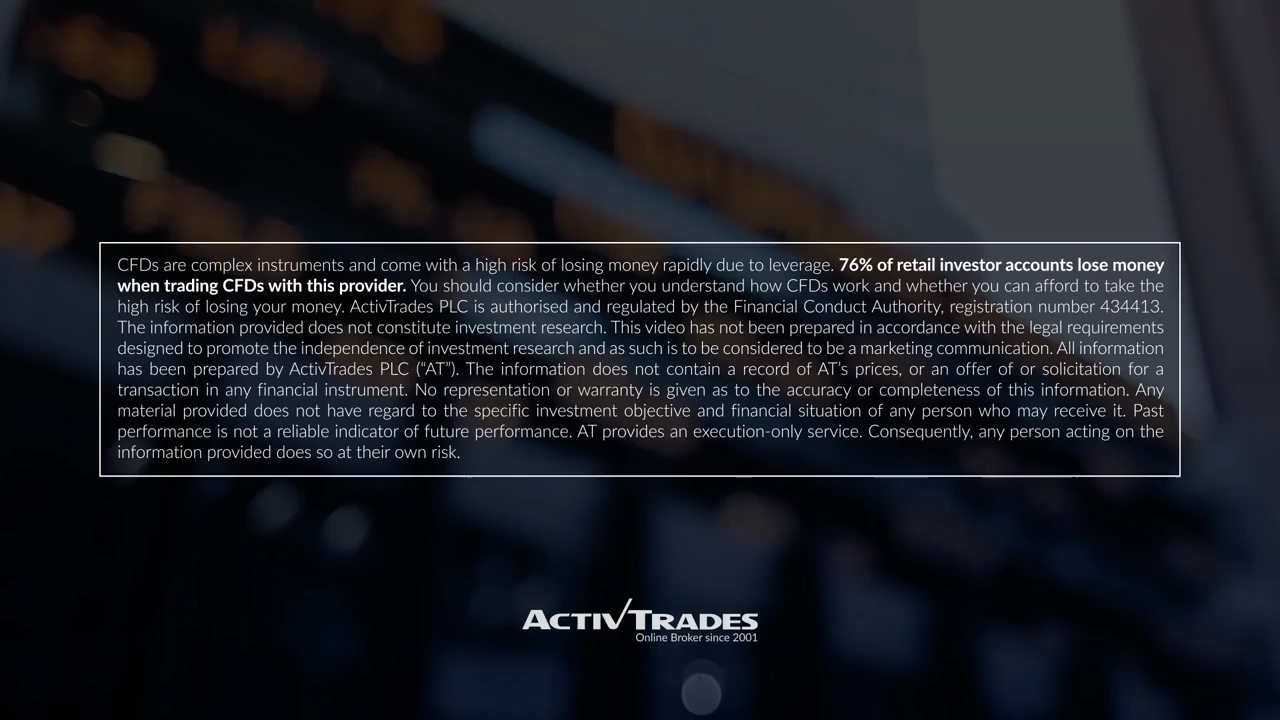 CFDs are complex instruments and come with a high risk of losing money rapidly due to leverage. 76% of retail investor accounts lose money
when trading CFDs with this provider. You should consider whether you understand how CFDs work and whether you can afford to take the
high risk of losing your money. ActivTrades PLC is authorised and regulated by the Financial Conduct Authority, registration number 434413.
The information provided does not constitute investment research. This video has not been prepared in accordance with the legal requirements
designed to promote the independence of investment research and as such is to be considered to be a marketing communication. All information
has been prepared by ActivTrades PLC (“AT”). The information does not contain a record of AT's prices, or an offer of or solicitation for a
transaction in any financial instrument. No representation or warranty is given as to the accuracy or completeness of this information. Any
material provided does not have regard to the specific investment objective and financial situation of any person who may receive it. Past
performance is not a reliable indicator of future performance. AT provides an execution-only service. Consequently, any person acting on the
information provided does so at their own risk.
ACTIVTRADES
Online Broker since 2001